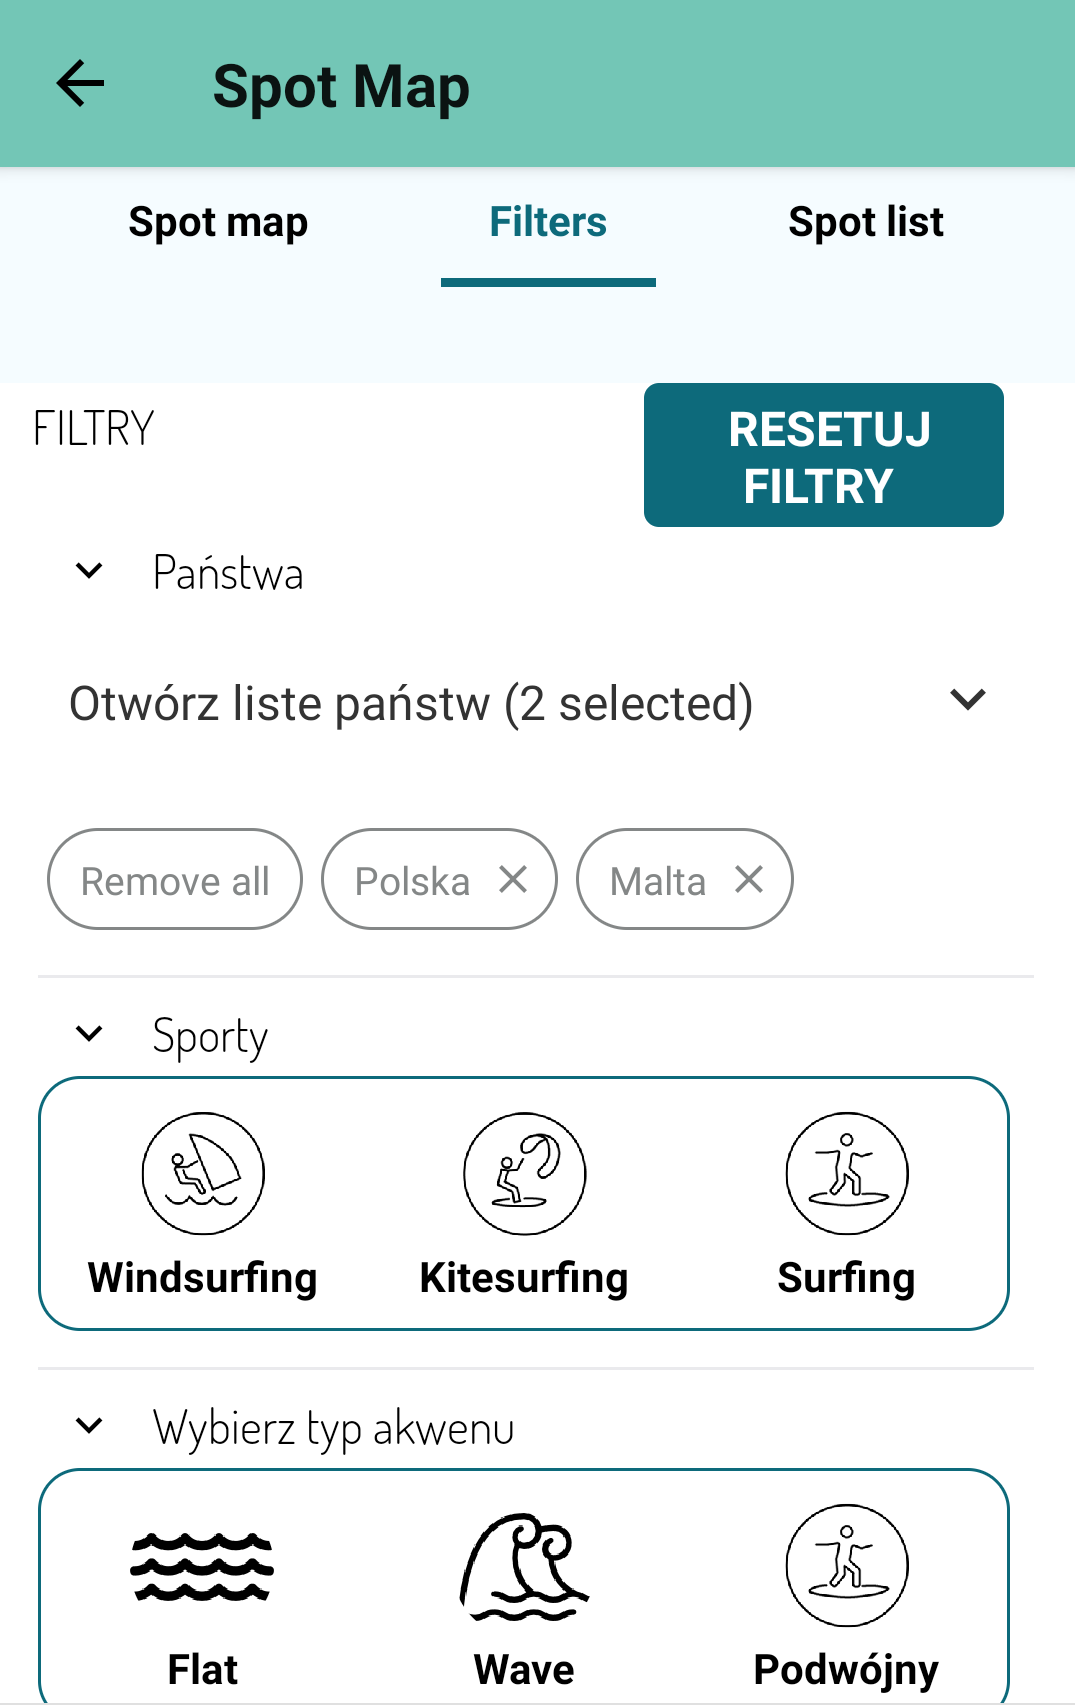 Spot Map
Spot map Filters Spot list
FILTRY
RESETUJ
FILTRY
Państwa
Otwórz liste państw (2 selected)
Remove all Polska Malta
Sporty
Windsurfing Kitesurfing Surfing
Wybierz typ akwenu
Flat Wave Podwójny